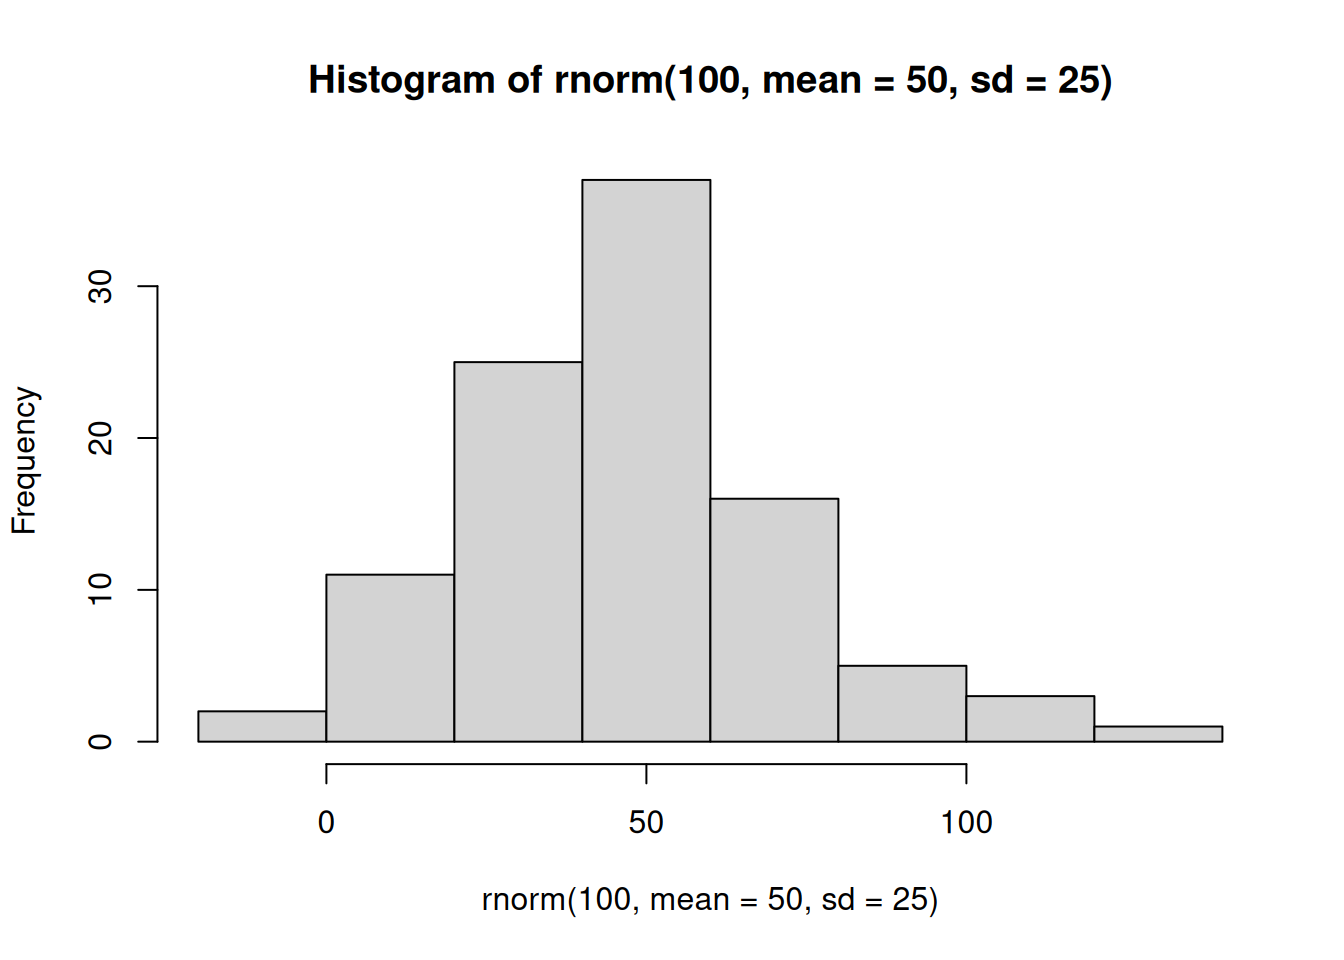 Histogram of rnorm(100, mean = 50, sd = 25)
Frequency
30
20
10
0
0 50 100
rnorm(100, mean = 50, sd = 25)